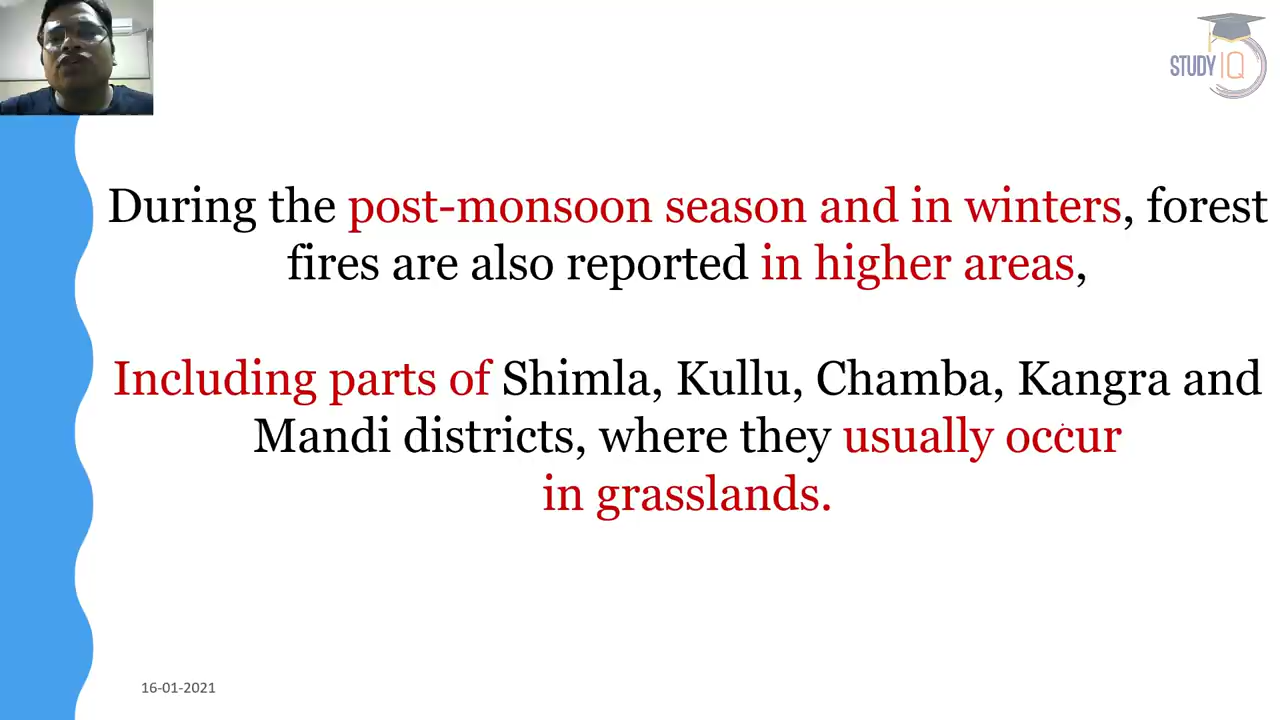 STUDY IQ
During the post-monsoon season and in winters, forest
fires are also reported in higher areas,
Including parts of Shimla, Kullu, Chamba, Kangra and
Mandi districts, where they usually occur
in grasslands.
16-01-2021